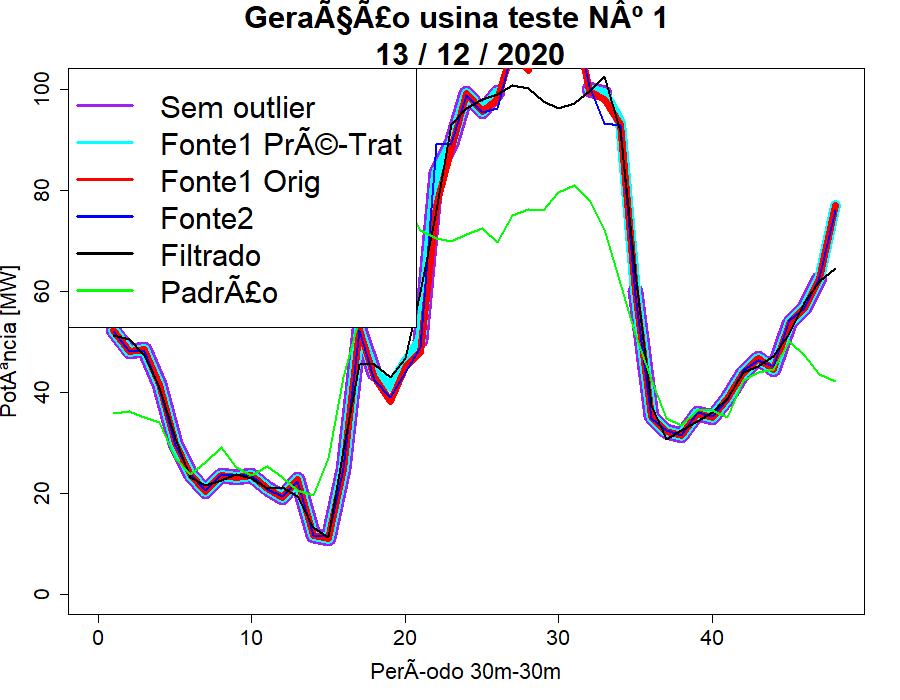 GeraÃ§Ã£o usina teste NÂº 1
13 / 12 / 2020
Sem outlier
Fonte1 PrÃ©-Trat
Fonte1 Orig
Fonte2
Filtrado
PadrÃ£o
PotÃªncia [MW]
100
80
60
40
20
0
0 10 20 30 40
PerÃ­odo 30m-30m